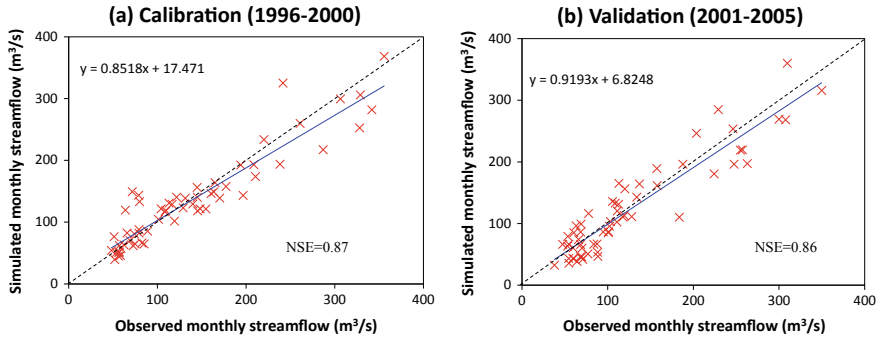 (a) Calibration (1996-2000)
Simulated monthly streamflow (m³/s)
400
300
200
100
0
y = 0.8518x + 17.471
NSE=0.87
0 100 200 300 400
Observed monthly streamflow (m³/s)
(b) Validation (2001-2005)
Simulated monthly streamflow (m³/s)
400
300
200
100
0
y = 0.9193x + 6.8248
NSE=0.86
0 100 200 300 400
Observed monthly streamflow (m³/s)